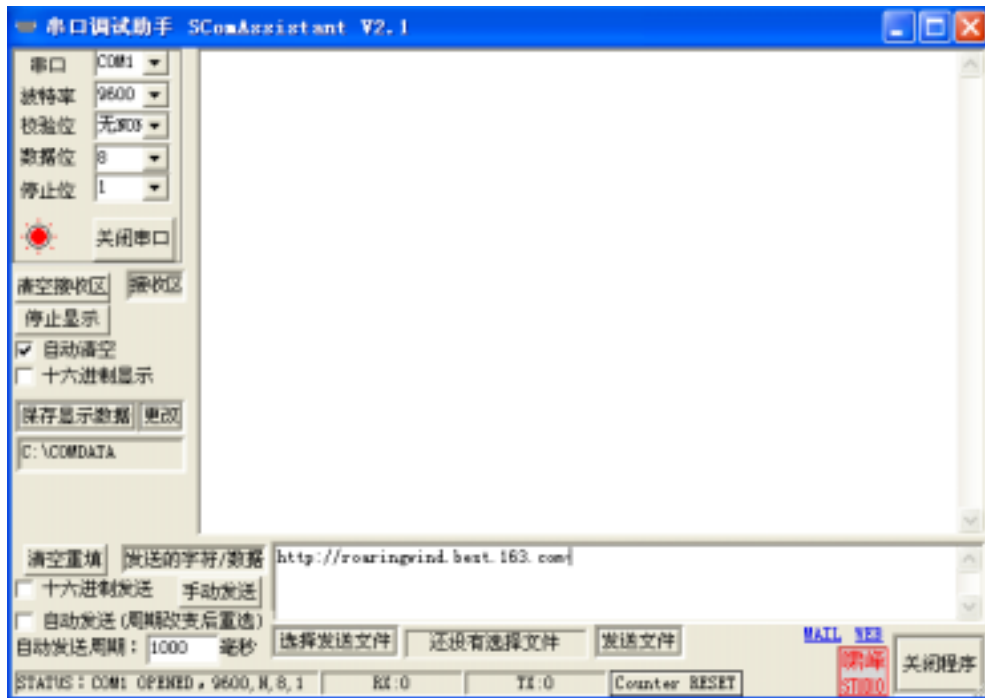 串口调试助手 SComAssistant V2.1
串口 COM1
波特率 9600
校验位 无NON
数据位 8
停止位 1
关闭串口
清空接收区 接收区
停止显示
自动清空
十六进制显示
保存显示数据 更改
C:\COMDATA
清空重填 发送的字符/数据 http://roaringwind.best.163.com
十六进制发送 手动发送
自动发送(周期改变后重选)
自动发送周期: 1000 毫秒 选择发送文件 还没有选择文件 发送文件 MAIL WEB
STUDIO 关闭程序
STATUS: COM1 OPENED, 9600,N,8,1 RX:0 TX:0 Counter RESET